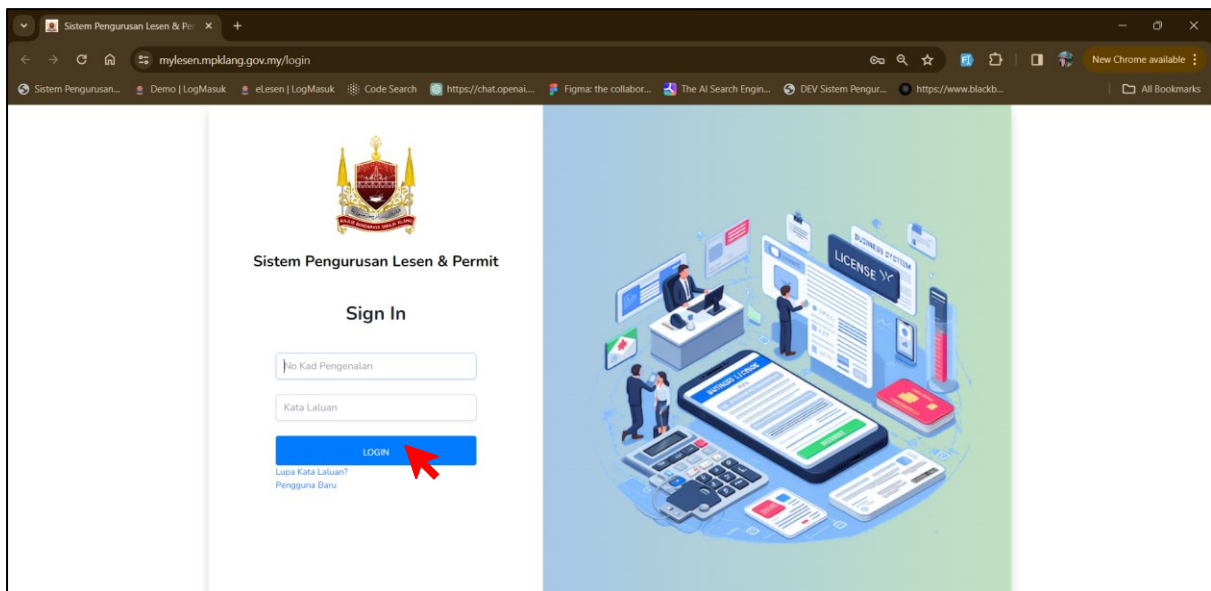 Sistem Pengurusan Lesen & Per
mylesen.mpklang.gov.my/login
New Chrome available
Sistem Pengurusan...
Demo | LogMasuk
eLesen | LogMasuk
Code Search
https://chat.openai....
Figma: the collabor...
The AI Search Engin...
DEV Sistem Pengur...
https://www.blackb...
All Bookmarks
Sistem Pengurusan Lesen & Permit
Sign In
No Kad Pengenalan
Kata Laluan
LOGIN
Lupa Kata Laluan?
Pengguna Baru
BUSINESS SYSTEM
LICENSE
BUSINESS LICENSE